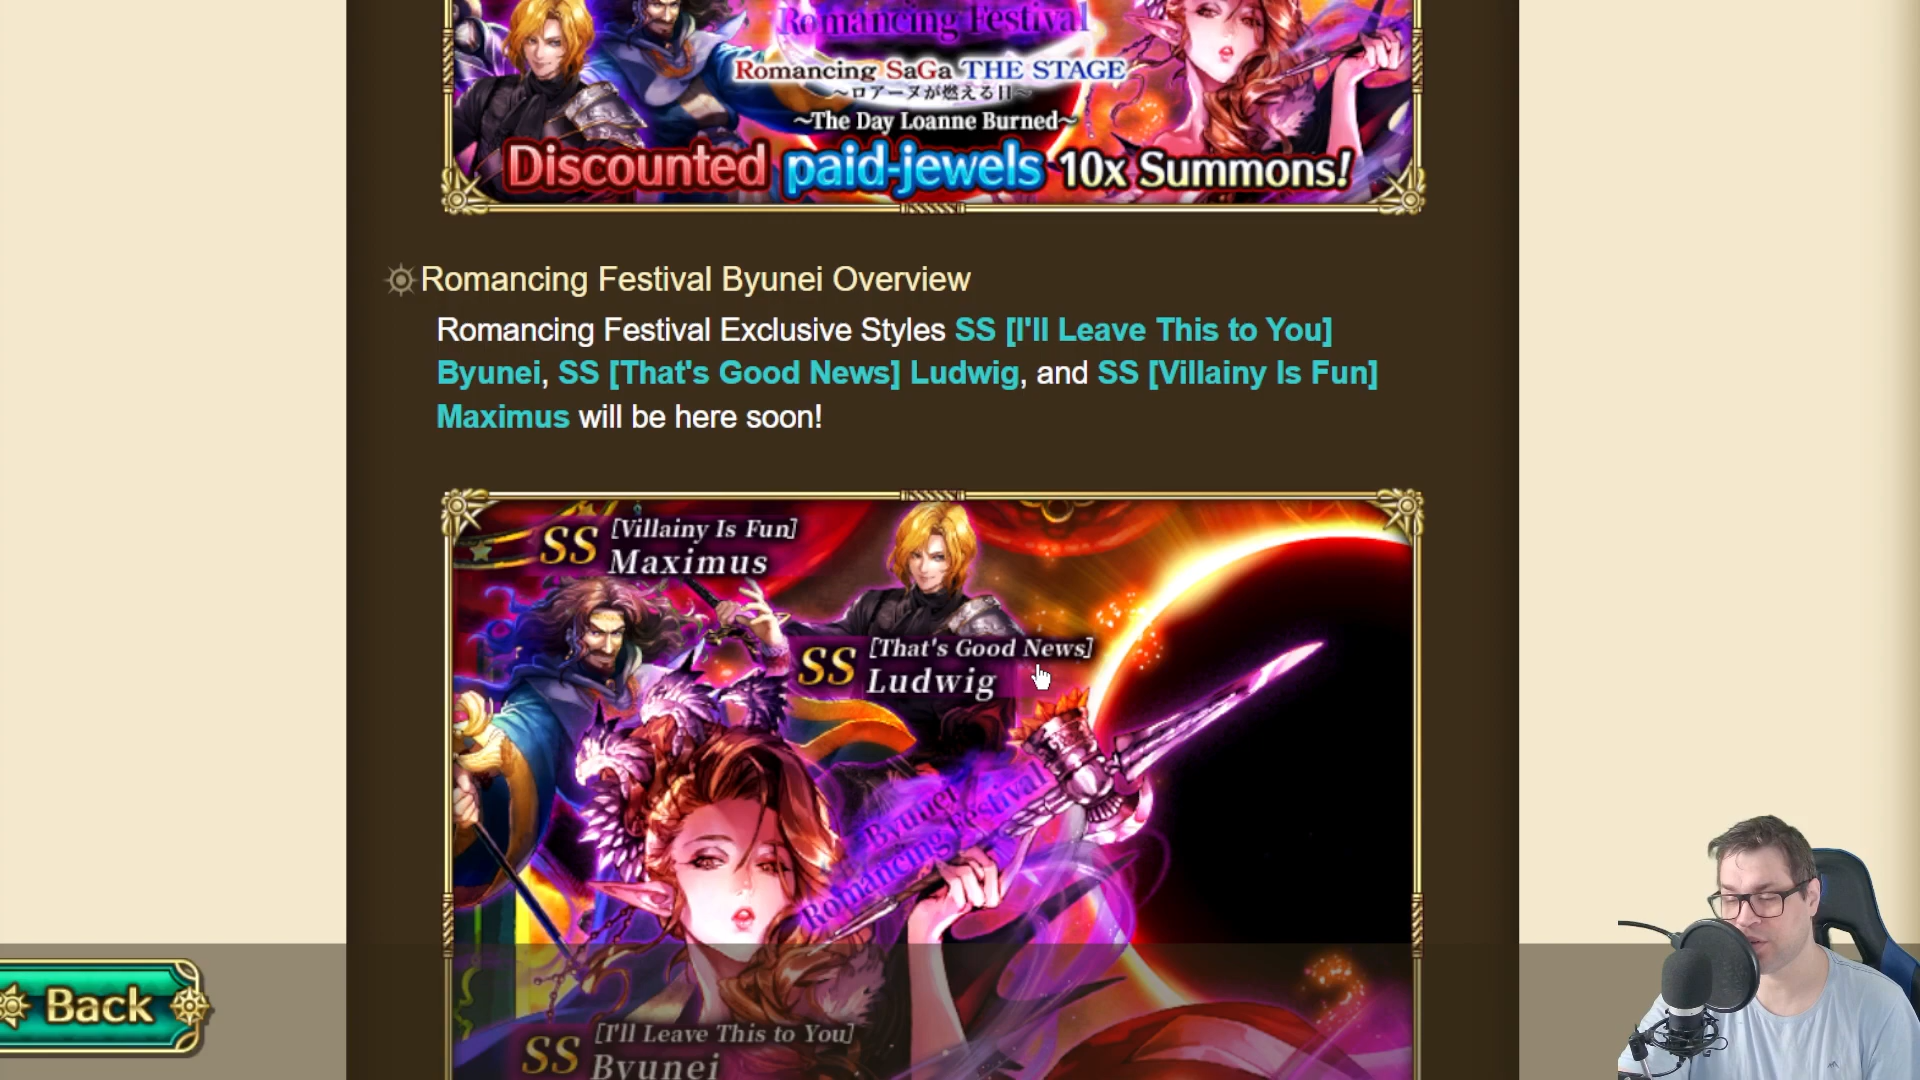 Romancing Festival
Romancing SaGa THE STAGE
～ロアーヌが燃える日～
~The Day Loanne Burned~
Discounted paid-jewels 10x Summons!
Romancing Festival Byunei Overview
Romancing Festival Exclusive Styles SS [I'll Leave This to You]
Byunei, SS [That's Good News] Ludwig, and SS [Villainy Is Fun]
Maximus will be here soon!
SS [Villainy Is Fun]
Maximus
SS [That's Good News]
Ludwig
Byunei
Romancing Festival
Back
SS [I'll Leave This to You]
Byunei